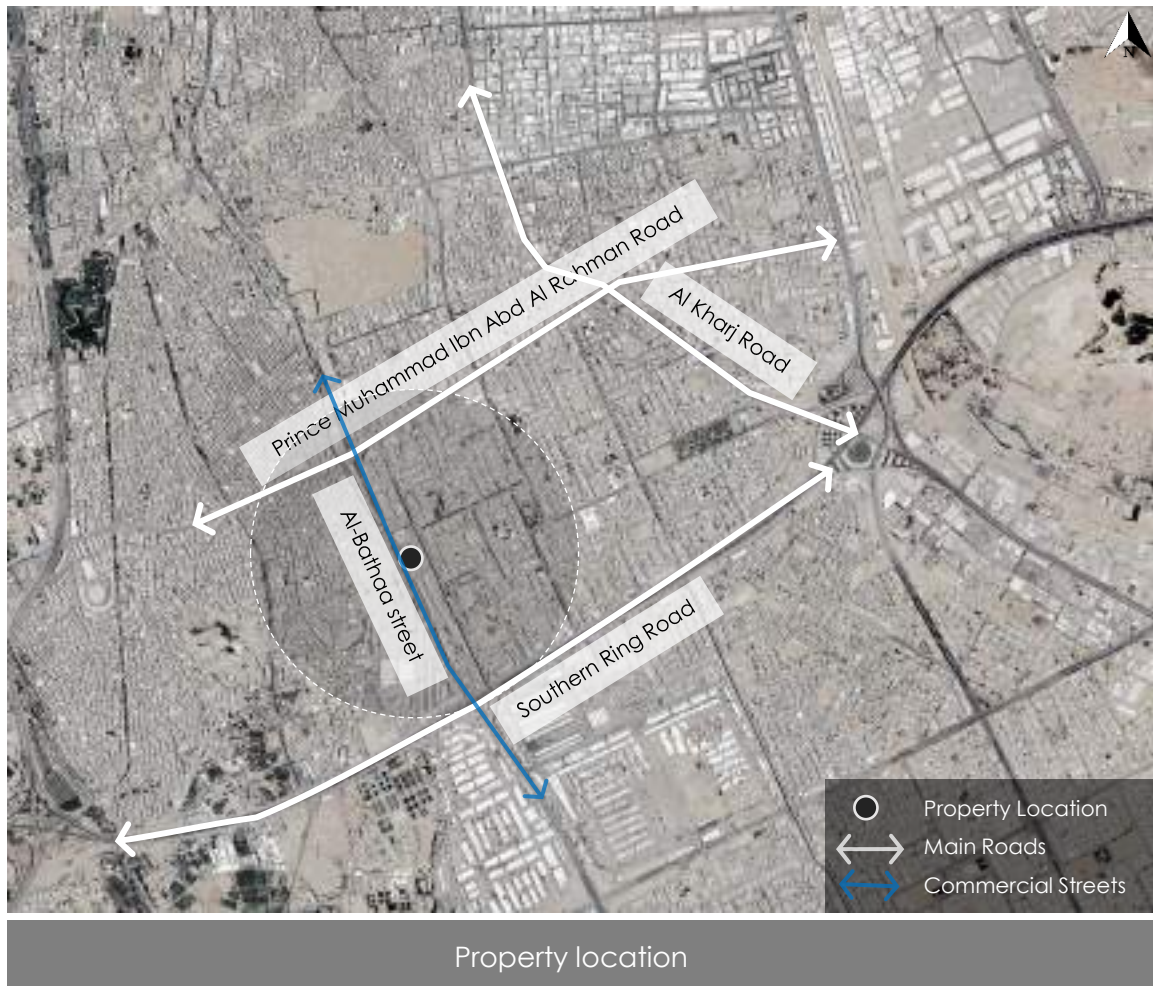 N
Prince Muhammad Ibn Abd Al Rahman Road
Al Kharj Road
Al-Bathaa street
Southern Ring Road
Property Location
Main Roads
Commercial Streets
Property location